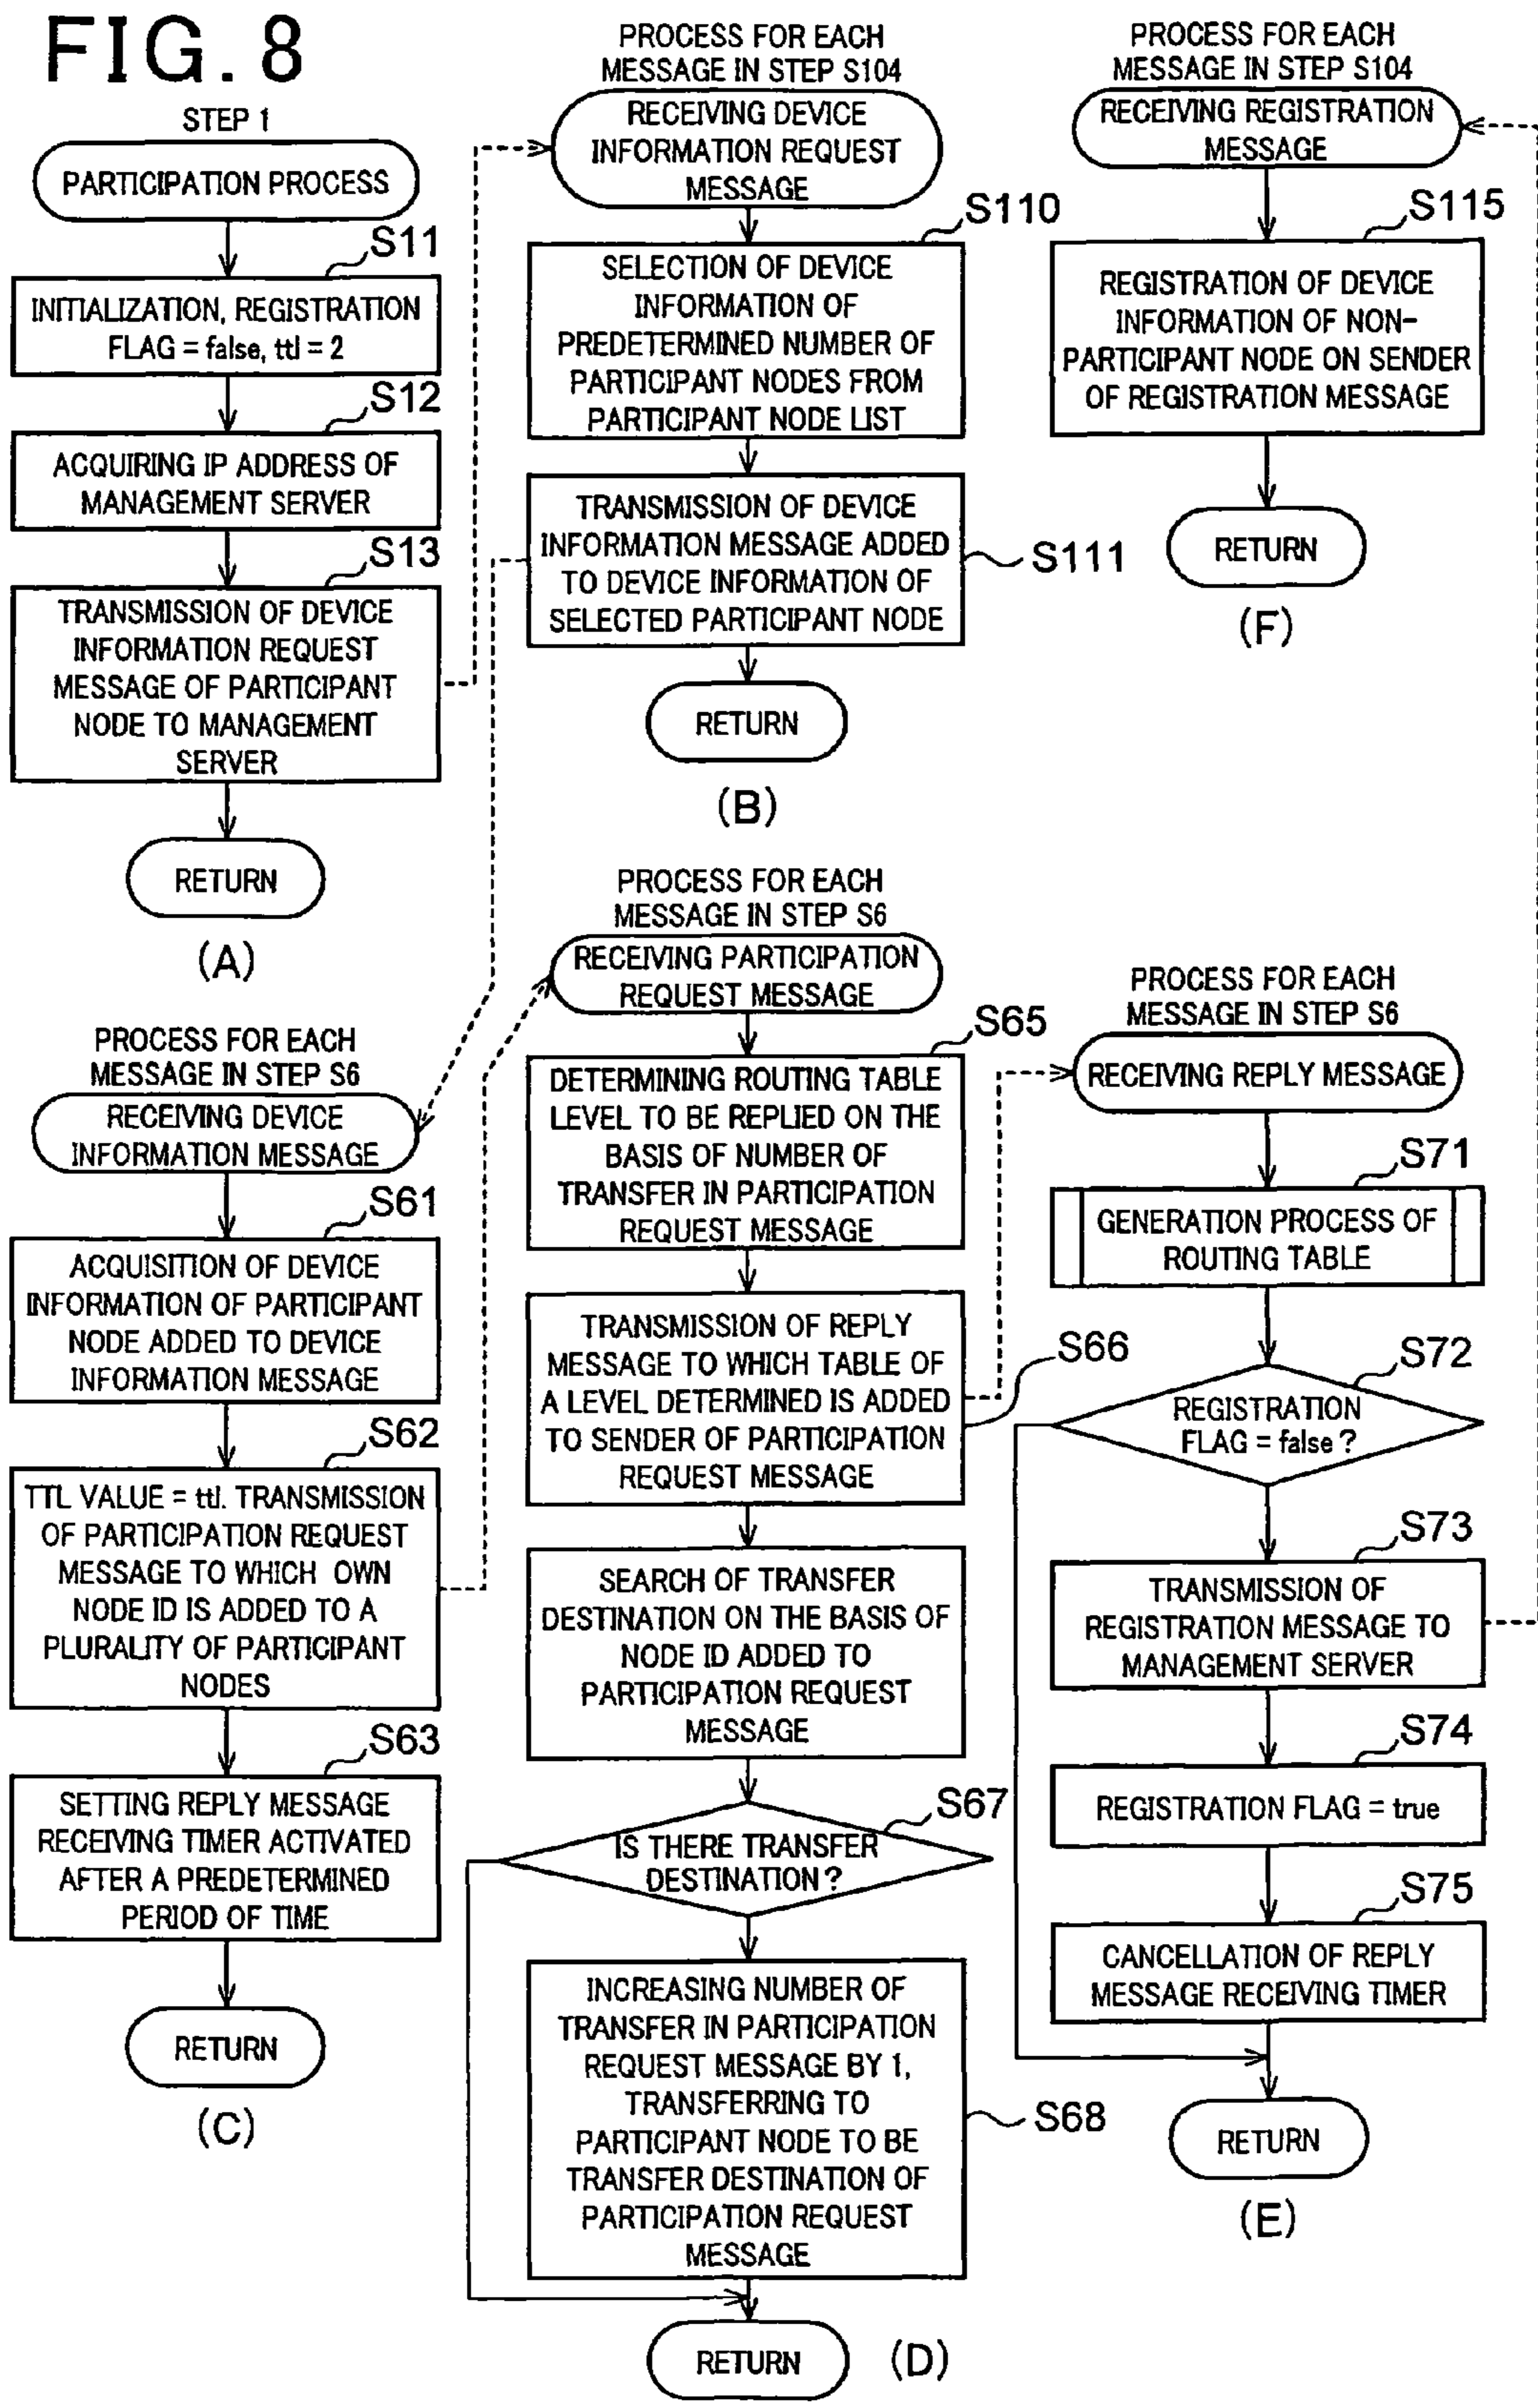 FIG. 8
STEP 1
PARTICIPATION PROCESS
S11
INITIALIZATION, REGISTRATION
FLAG = false, ttl = 2
S12
ACQUIRING IP ADDRESS OF
MANAGEMENT SERVER
S13
TRANSMISSION OF DEVICE
INFORMATION REQUEST
MESSAGE OF PARTICIPANT
NODE TO MANAGEMENT
SERVER
RETURN
(A)
PROCESS FOR EACH
MESSAGE IN STEP S104
RECEIVING DEVICE
INFORMATION REQUEST
MESSAGE
S110
SELECTION OF DEVICE
INFORMATION OF
PREDETERMINED NUMBER OF
PARTICIPANT NODES FROM
PARTICIPANT NODE LIST
TRANSMISSION OF DEVICE
INFORMATION MESSAGE ADDED
TO DEVICE INFORMATION OF
SELECTED PARTICIPANT NODE
S111
RETURN
(B)
PROCESS FOR EACH
MESSAGE IN STEP S104
RECEIVING REGISTRATION
MESSAGE
S115
REGISTRATION OF DEVICE
INFORMATION OF NON-
PARTICIPANT NODE ON SENDER
OF REGISTRATION MESSAGE
RETURN
(F)
PROCESS FOR EACH
MESSAGE IN STEP S6
RECEIVING DEVICE
INFORMATION MESSAGE
S61
ACQUISITION OF DEVICE
INFORMATION OF PARTICIPANT
NODE ADDED TO DEVICE
INFORMATION MESSAGE
S62
TTL VALUE = ttl. TRANSMISSION
OF PARTICIPATION REQUEST
MESSAGE TO WHICH OWN
NODE ID IS ADDED TO A
PLURALITY OF PARTICIPANT
NODES
S63
SETTING REPLY MESSAGE
RECEIVING TIMER ACTIVATED
AFTER A PREDETERMINED
PERIOD OF TIME
RETURN
(C)
PROCESS FOR EACH
MESSAGE IN STEP S6
RECEIVING PARTICIPATION
REQUEST MESSAGE
S65
DETERMINING ROUTING TABLE
LEVEL TO BE REPLIED ON THE
BASIS OF NUMBER OF
TRANSFER IN PARTICIPATION
REQUEST MESSAGE
TRANSMISSION OF REPLY
MESSAGE TO WHICH TABLE OF
A LEVEL DETERMINED IS ADDED
TO SENDER OF PARTICIPATION
REQUEST MESSAGE
S66
SEARCH OF TRANSFER
DESTINATION ON THE BASIS OF
NODE ID ADDED TO
PARTICIPATION REQUEST
MESSAGE
S67
IS THERE TRANSFER
DESTINATION?
INCREASING NUMBER OF
TRANSFER IN PARTICIPATION
REQUEST MESSAGE BY 1,
TRANSFERRING TO
PARTICIPANT NODE TO BE
TRANSFER DESTINATION OF
PARTICIPATION REQUEST
MESSAGE
S68
RETURN
(D)
PROCESS FOR EACH
MESSAGE IN STEP S6
RECEIVING REPLY MESSAGE
S71
GENERATION PROCESS OF
ROUTING TABLE
S72
REGISTRATION
FLAG = false?
S73
TRANSMISSION OF
REGISTRATION MESSAGE TO
MANAGEMENT SERVER
S74
REGISTRATION FLAG = true
S75
CANCELLATION OF REPLY
MESSAGE RECEIVING TIMER
RETURN
(E)